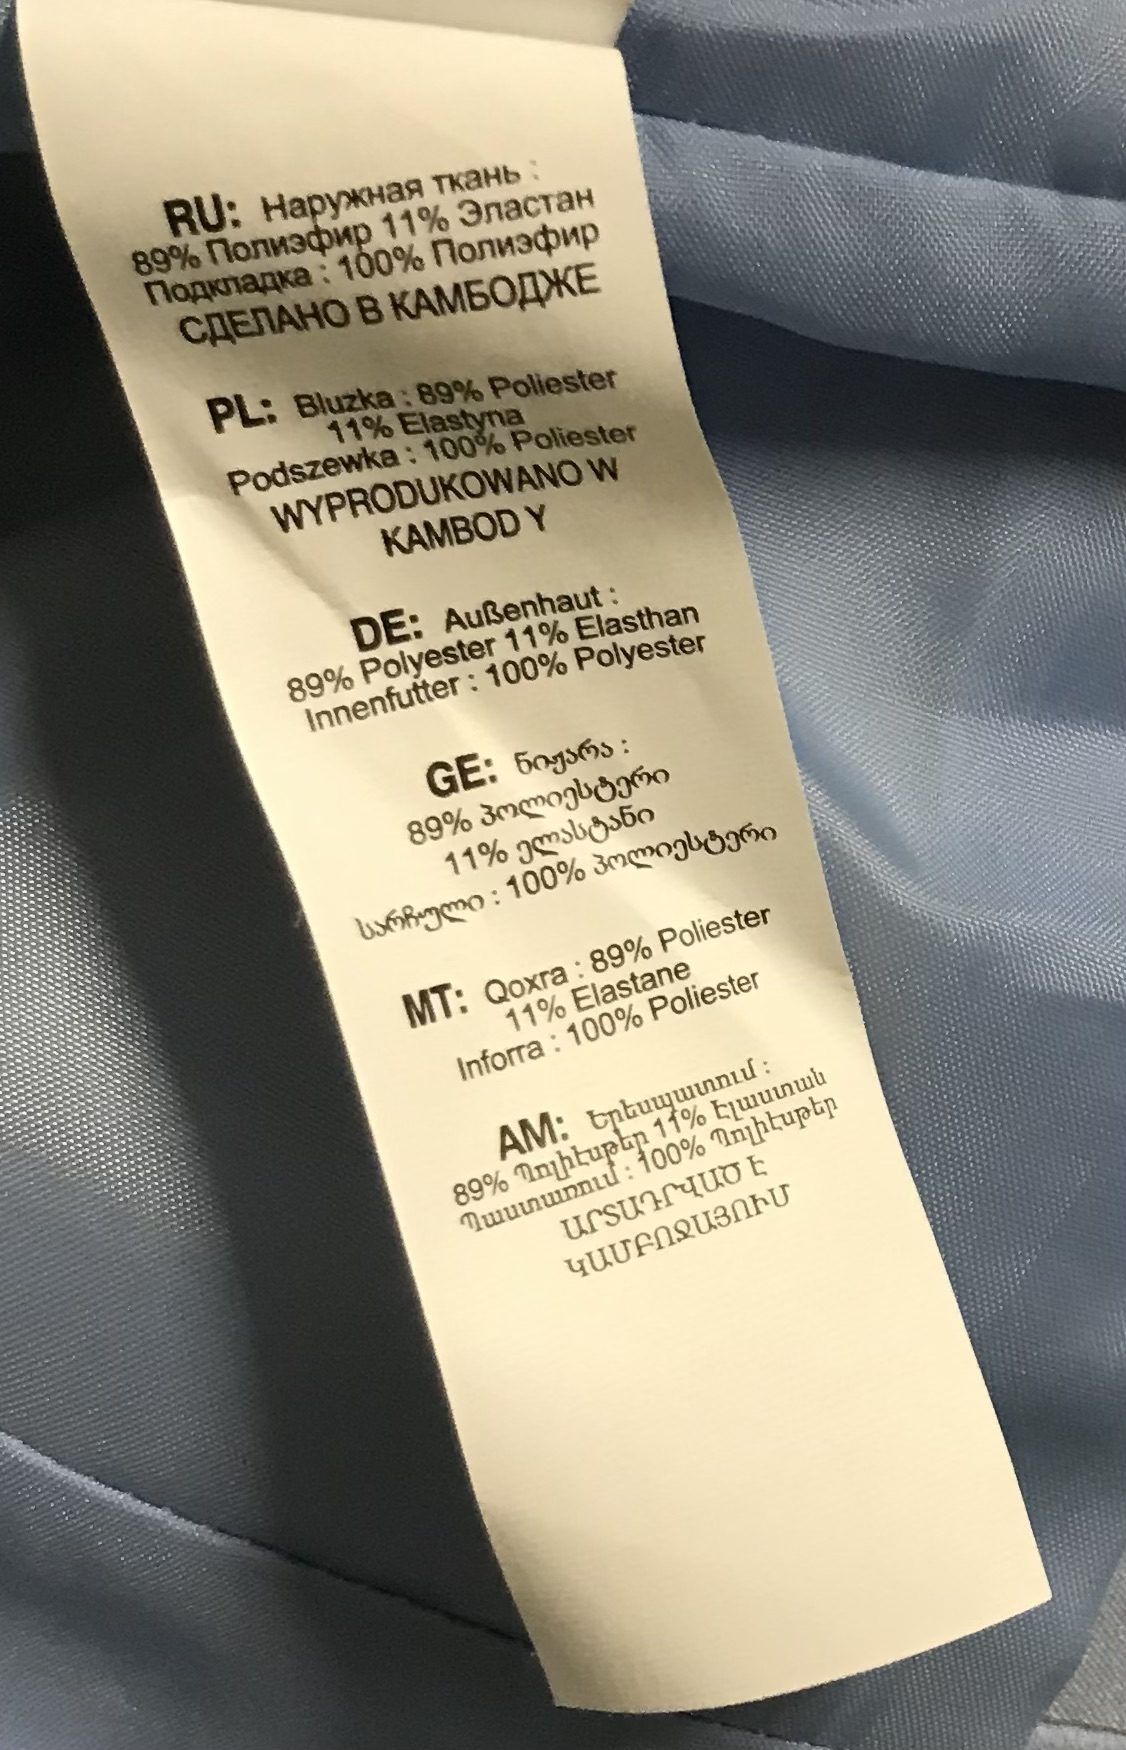 RU: Наружная ткань :
89% Полиэфир 11% Эластан
Подкладка : 100% Полиэфир
СДЕЛАНО В КАМБОДЖЕ
PL: Bluzka : 89% Poliester
11% Elastyna
Podszewka : 100% Poliester
WYPRODUKOWANO W
KAMBOD Y
DE: Außenhaut :
89% Polyester 11% Elasthan
Innenfutter : 100% Polyester
GE: ნიჟარა :
89% პოლიესტერი
11% ელასტანი
სარჩული : 100% პოლიესტერი
MT: Qoxra : 89% Poliester
11% Elastane
Inforra : 100% Poliester
AM: Երեսպատում :
89% Պոլիէսթեր 11% Էլաստան
Պաստառում : 100% Պոլիէսթեր
ԱՐՏԱԴՐՎԱԾ Է
ԿԱՄԲՈՋԱՅՈՒՄ